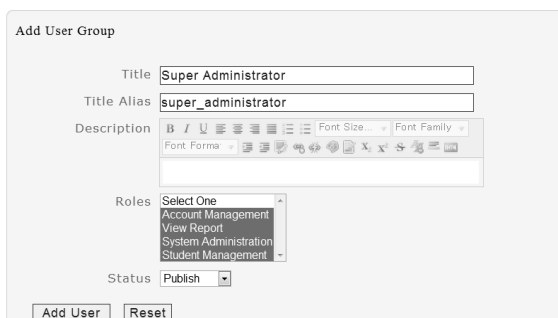 Add User Group
Title Super Administrator
Title Alias super_administrator
Description B I U Font Size... Font Family
Font Forma
Roles Select One
Account Management
View Report
System Administration
Student Management
Status Publish
Add User Reset